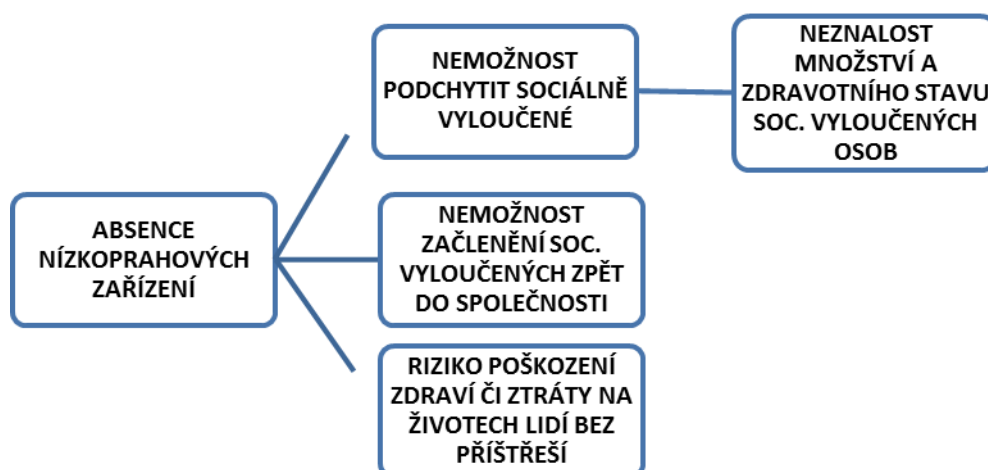 NEMOŽNOST
PODCHYTIT SOCIÁLNĚ
VYLOUČENÉ
NEZNALOST
MNOŽSTVÍ A
ZDRAVOTNÍHO STAVU
SOC. VYLOUČENÝCH
OSOB
ABSENCE
NÍZKOPRAHOVÝCH
ZAŘÍZENÍ
NEMOŽNOST
ZAČLENĚNÍ SOC.
VYLOUČENÝCH ZPĚT
DO SPOLEČNOSTI
RIZIKO POŠKOZENÍ
ZDRAVÍ ČI ZTRÁTY NA
ŽIVOTECH LIDÍ BEZ
PŘÍSTŘEŠÍ